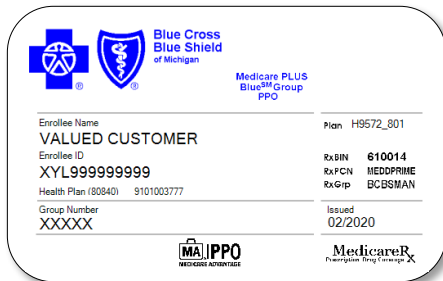 Blue Cross
Blue Shield
of Michigan
Medicare PLUS
Blue℠ Group
PPO
Enrollee Name
VALUED CUSTOMER
Plan H9572_801
Enrollee ID
XYL999999999
RxBIN 610014
RxPCN MEDDPRIME
RxGrp BCBSMAN
Health Plan (80840) 9101003777
Group Number
XXXXX
Issued
02/2020
MA PPO
MEDICARE ADVANTAGE
MedicareRx
Prescription Drug Coverage
® ®